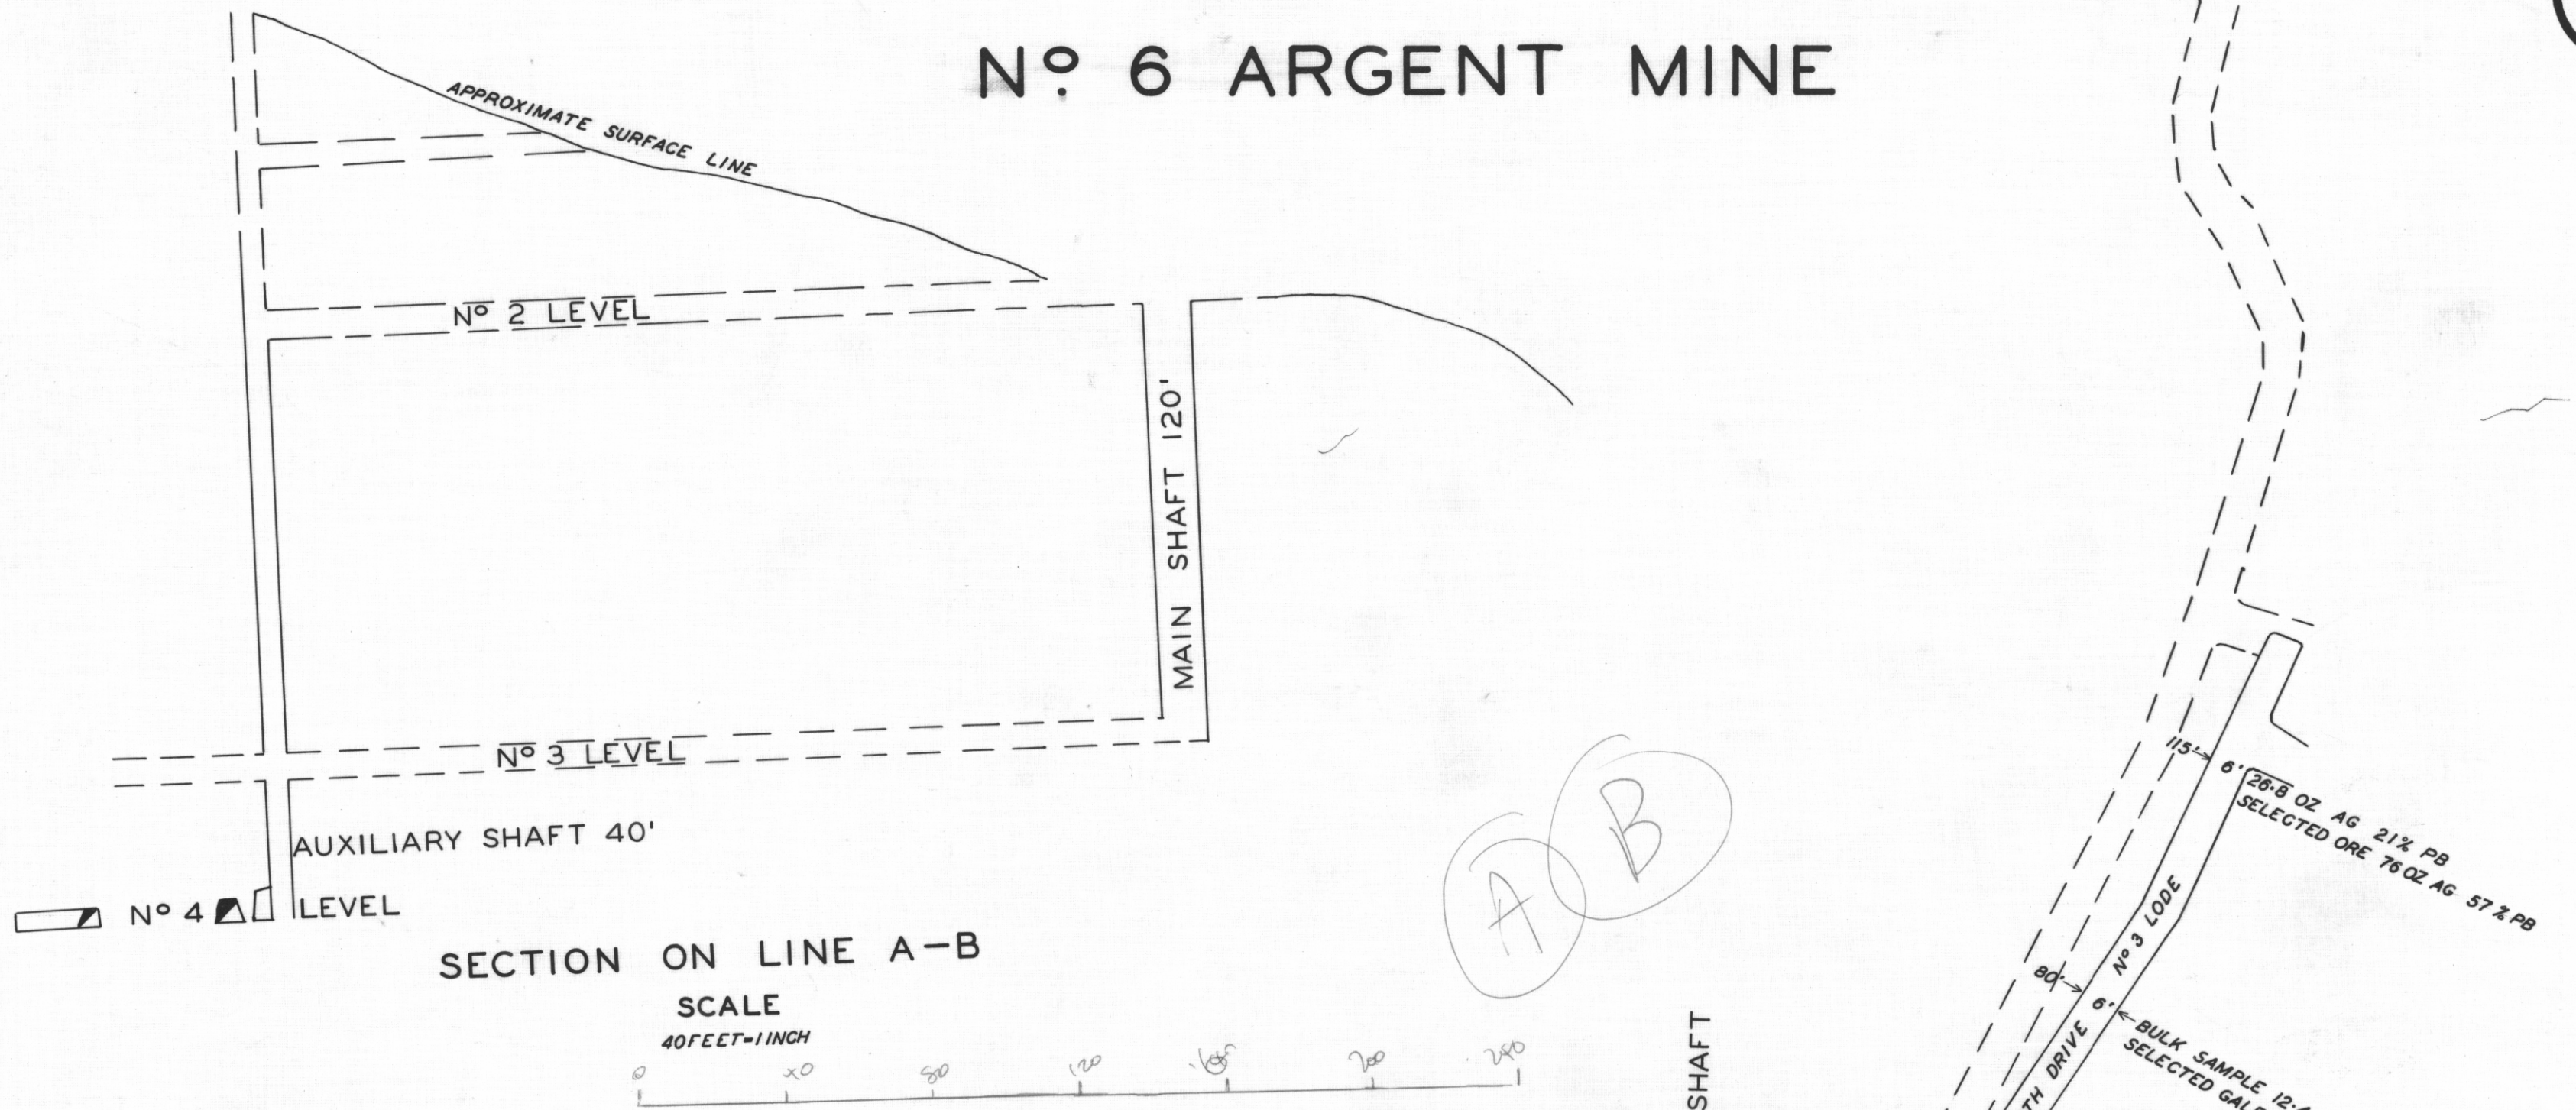 Nº 6 ARGENT MINE
APPROXIMATE SURFACE LINE
Nº 2 LEVEL
MAIN SHAFT 120'
Nº 3 LEVEL
AUXILIARY SHAFT 40'
Nº 4 LEVEL
SECTION ON LINE A-B
SCALE
40 FEET=1 INCH
0 40 80 120 160 200 240
A
B
SHAFT
115'
6' 26·8 OZ AG 21% PB
SELECTED ORE 76 OZ AG 57% PB
Nº 3 LODE
80'
6'
BULK SAMPLE
SELECTED
DRIVE